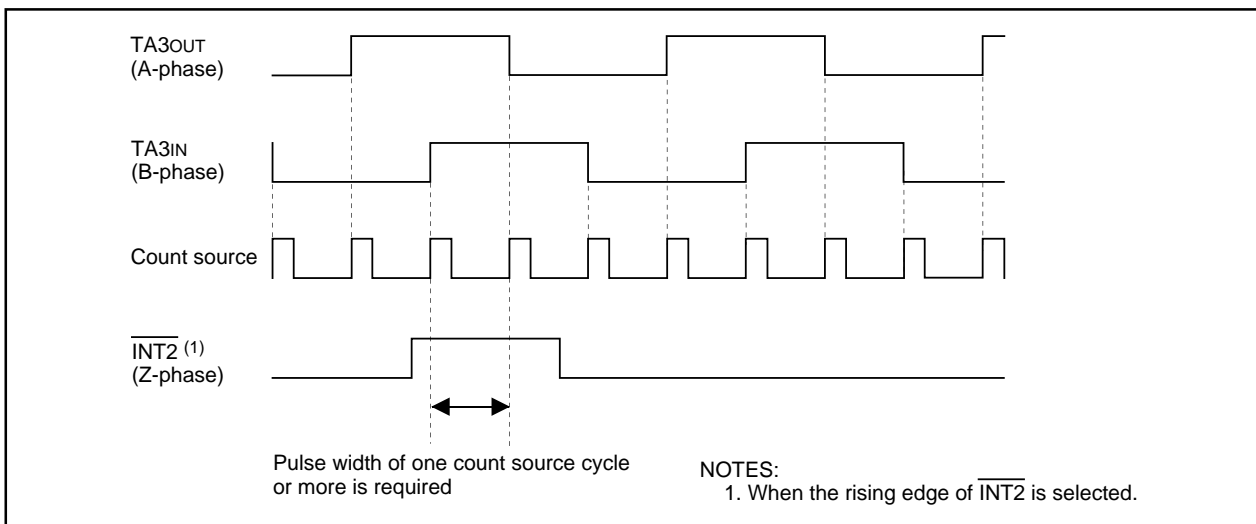 TA3OUT
(A-phase)
TA3IN
(B-phase)
Count source
INT2 (1)
(Z-phase)
Pulse width of one count source cycle
or more is required
NOTES:
1. When the rising edge of INT2 is selected.